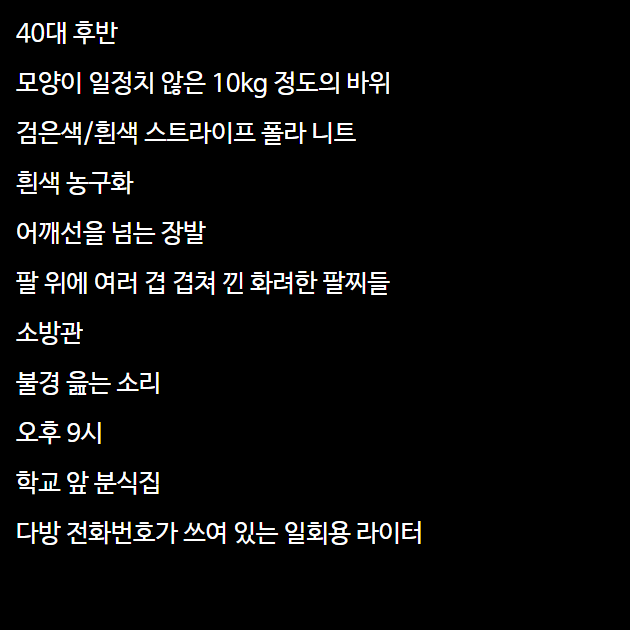 40대 후반
모양이 일정치 않은 10kg 정도의 바위
검은색/흰색 스트라이프 폴라 니트
흰색 농구화
어깨선을 넘는 장발
팔 위에 여러 겹 겹쳐 낀 화려한 팔찌들
소방관
불경 읊는 소리
오후 9시
학교 앞 분식집
다방 전화번호가 쓰여 있는 일회용 라이터